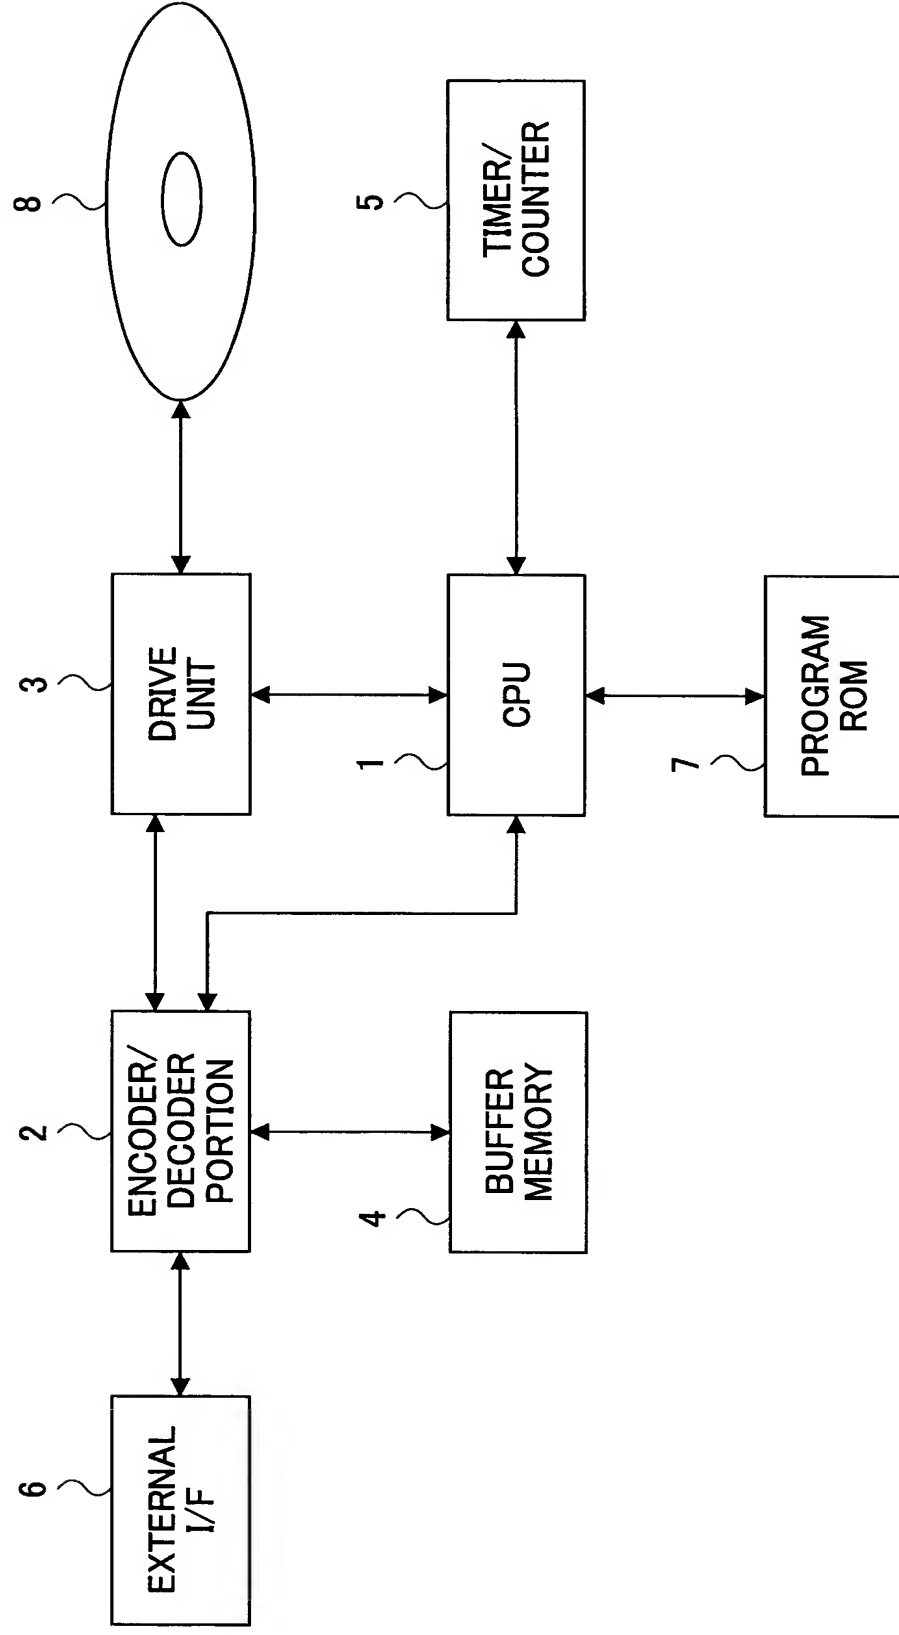 6
EXTERNAL
I/F
2
ENCODER/
DECODER
PORTION
3
DRIVE
UNIT
8
4
BUFFER
MEMORY
1
CPU
5
TIMER/
COUNTER
7
PROGRAM
ROM